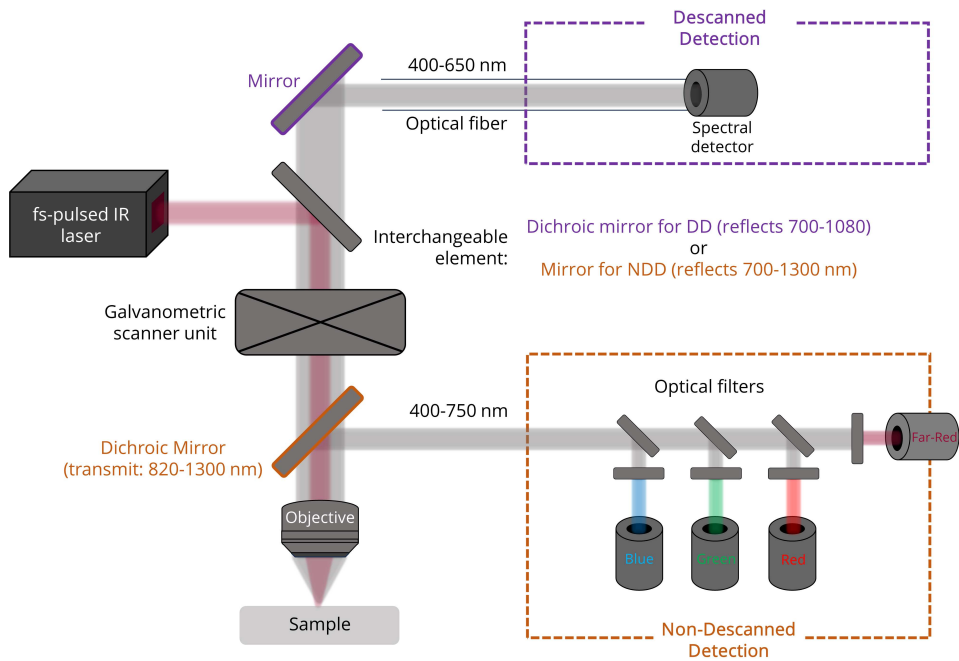 Descanned
Detection
Mirror
400-650 nm
Optical fiber
Spectral
detector
fs-pulsed IR
laser
Interchangeable
element:
Dichroic mirror for DD (reflects 700-1080)
or
Mirror for NDD (reflects 700-1300 nm)
Galvanometric
scanner unit
Optical filters
400-750 nm
Far-Red
Dichroic Mirror
(transmit: 820-1300 nm)
Objective
Blue
Green
Red
Sample
Non-Descanned
Detection